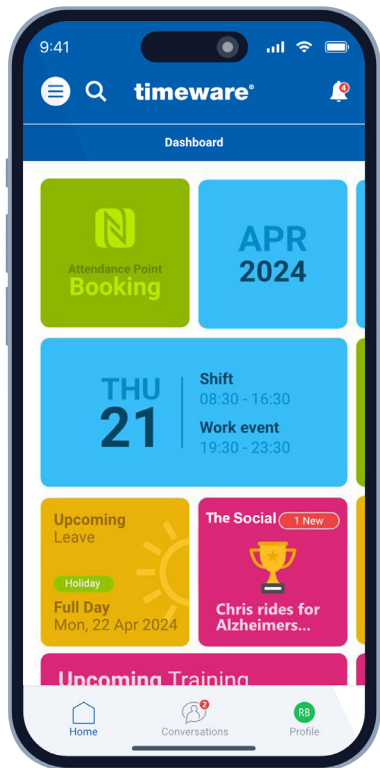 9:41
timeware®
4
Dashboard
Attendance Point
Booking
APR
2024
THU
21
Shift
08:30 - 16:30
Work event
19:30 - 23:30
Upcoming
Leave
Holiday
Full Day
Mon, 22 Apr 2024
The Social
1 New
Chris rides for
Alzheimers...
Upcoming Training
Home
2
Conversations
RB
Profile